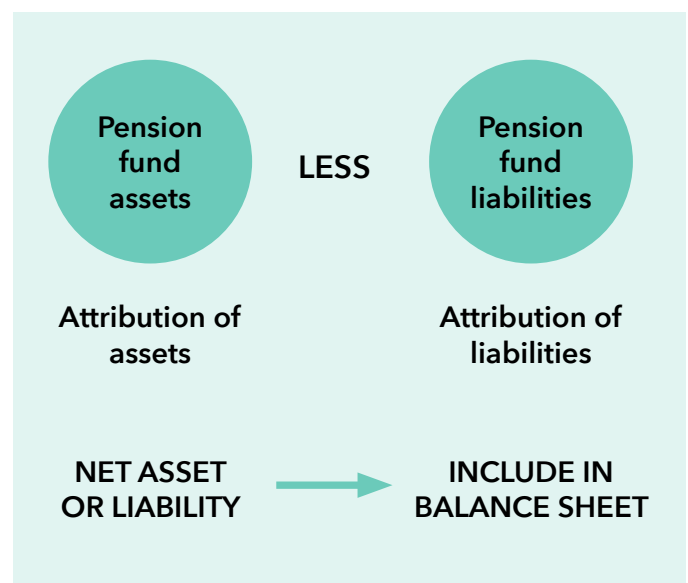 Pension
fund
assets
LESS
Pension
fund
liabilities
Attribution of
assets
Attribution of
liabilities
NET ASSET
OR LIABILITY
INCLUDE IN
BALANCE SHEET